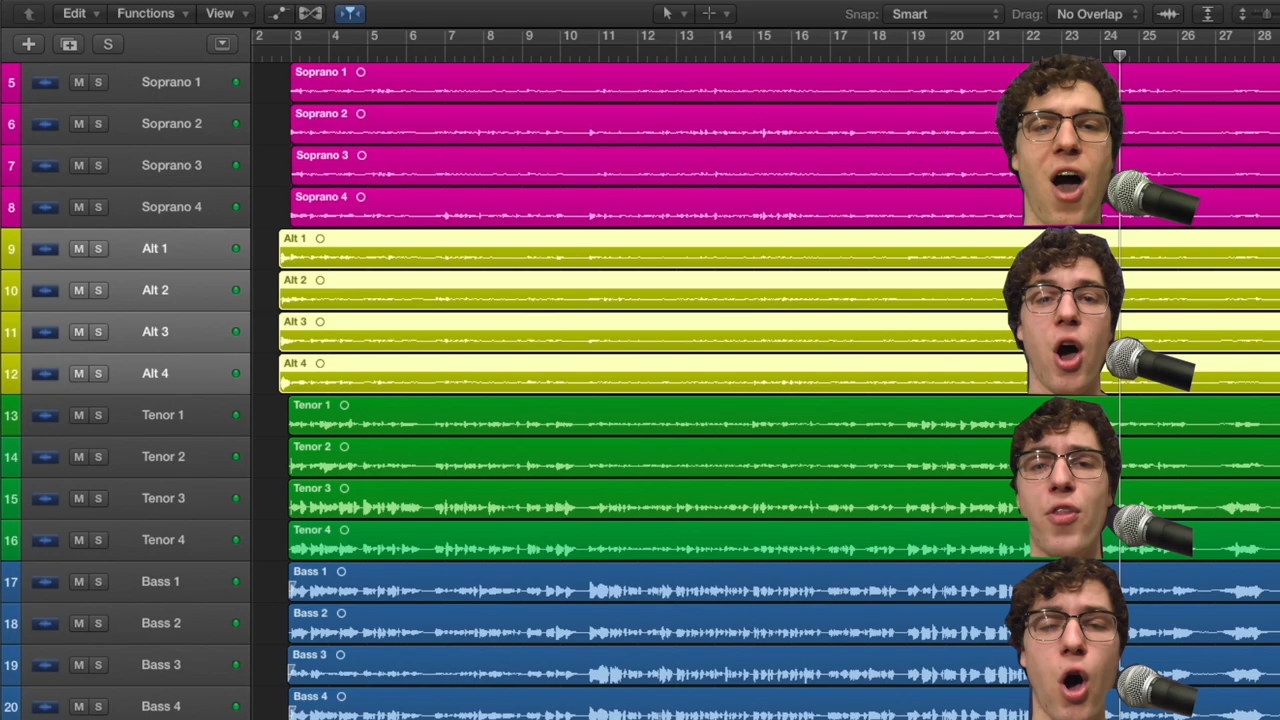 Edit Functions View Snap: Smart Drag: No Overlap
S
2 3 4 5 6 7 8 9 10 11 12 13 14 15 16 17 18 19 20 21 22 23 24 25 26 27 28
5 M S Soprano 1 Soprano 1
6 M S Soprano 2 Soprano 2
7 M S Soprano 3 Soprano 3
8 M S Soprano 4 Soprano 4
9 M S Alt 1 Alt 1
10 M S Alt 2 Alt 2
11 M S Alt 3 Alt 3
12 M S Alt 4 Alt 4
13 M S Tenor 1 Tenor 1
14 M S Tenor 2 Tenor 2
15 M S Tenor 3 Tenor 3
16 M S Tenor 4 Tenor 4
17 M S Bass 1 Bass 1
18 M S Bass 2 Bass 2
19 M S Bass 3 Bass 3
20 M S Bass 4 Bass 4